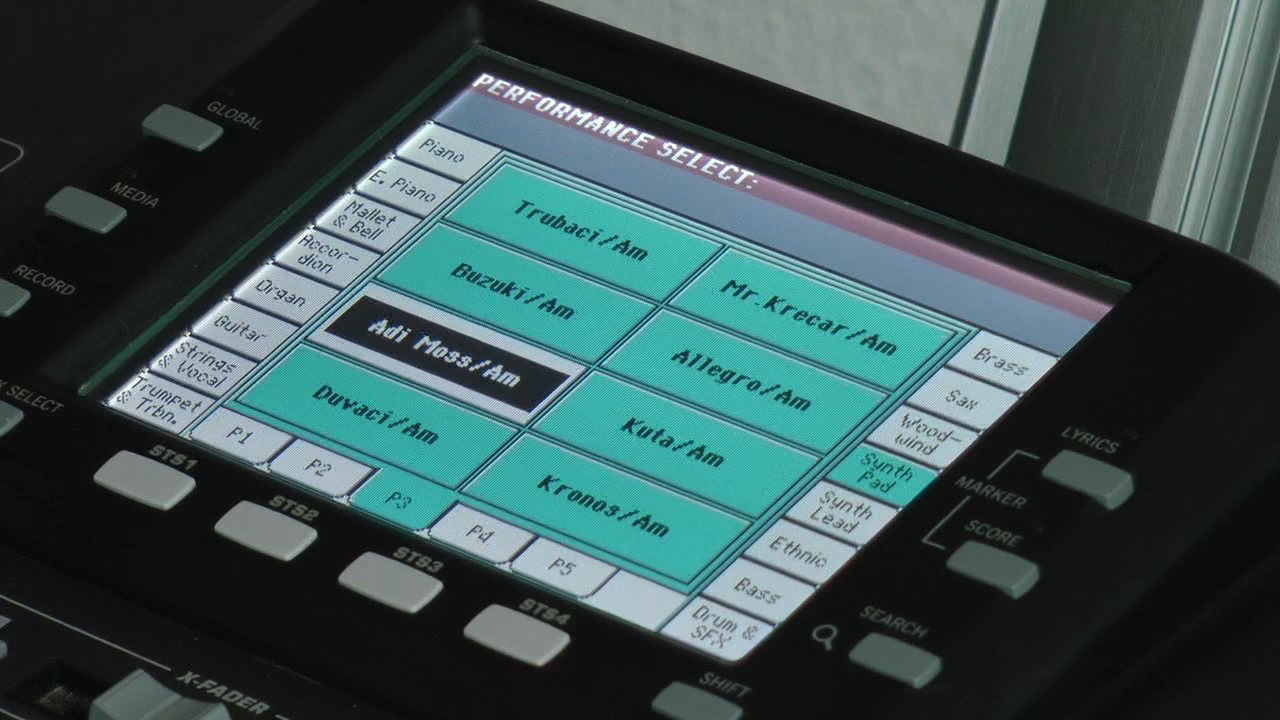 GLOBAL
MEDIA
RECORD
SELECT
PERFORMANCE SELECT:
Piano
E. Piano
Mallet
& Bell
Accor-
dion
Organ
Guitar
Strings
& Vocal
Trumpet
& Trbn.
Trubaci/Am
Buzuki/Am
Adi Moss/Am
Duvaci/Am
Mr.Krecar/Am
Allegro/Am
Kuta/Am
Kronos/Am
Brass
Sax
Wood-
wind
Synth
Pad
Synth
Lead
Ethnic
Bass
Drum &
SFX
P1
P2
P3
P4
P5
STS1
STS2
STS3
STS4
LYRICS
MARKER
SCORE
SEARCH
SHIFT
X-FADER